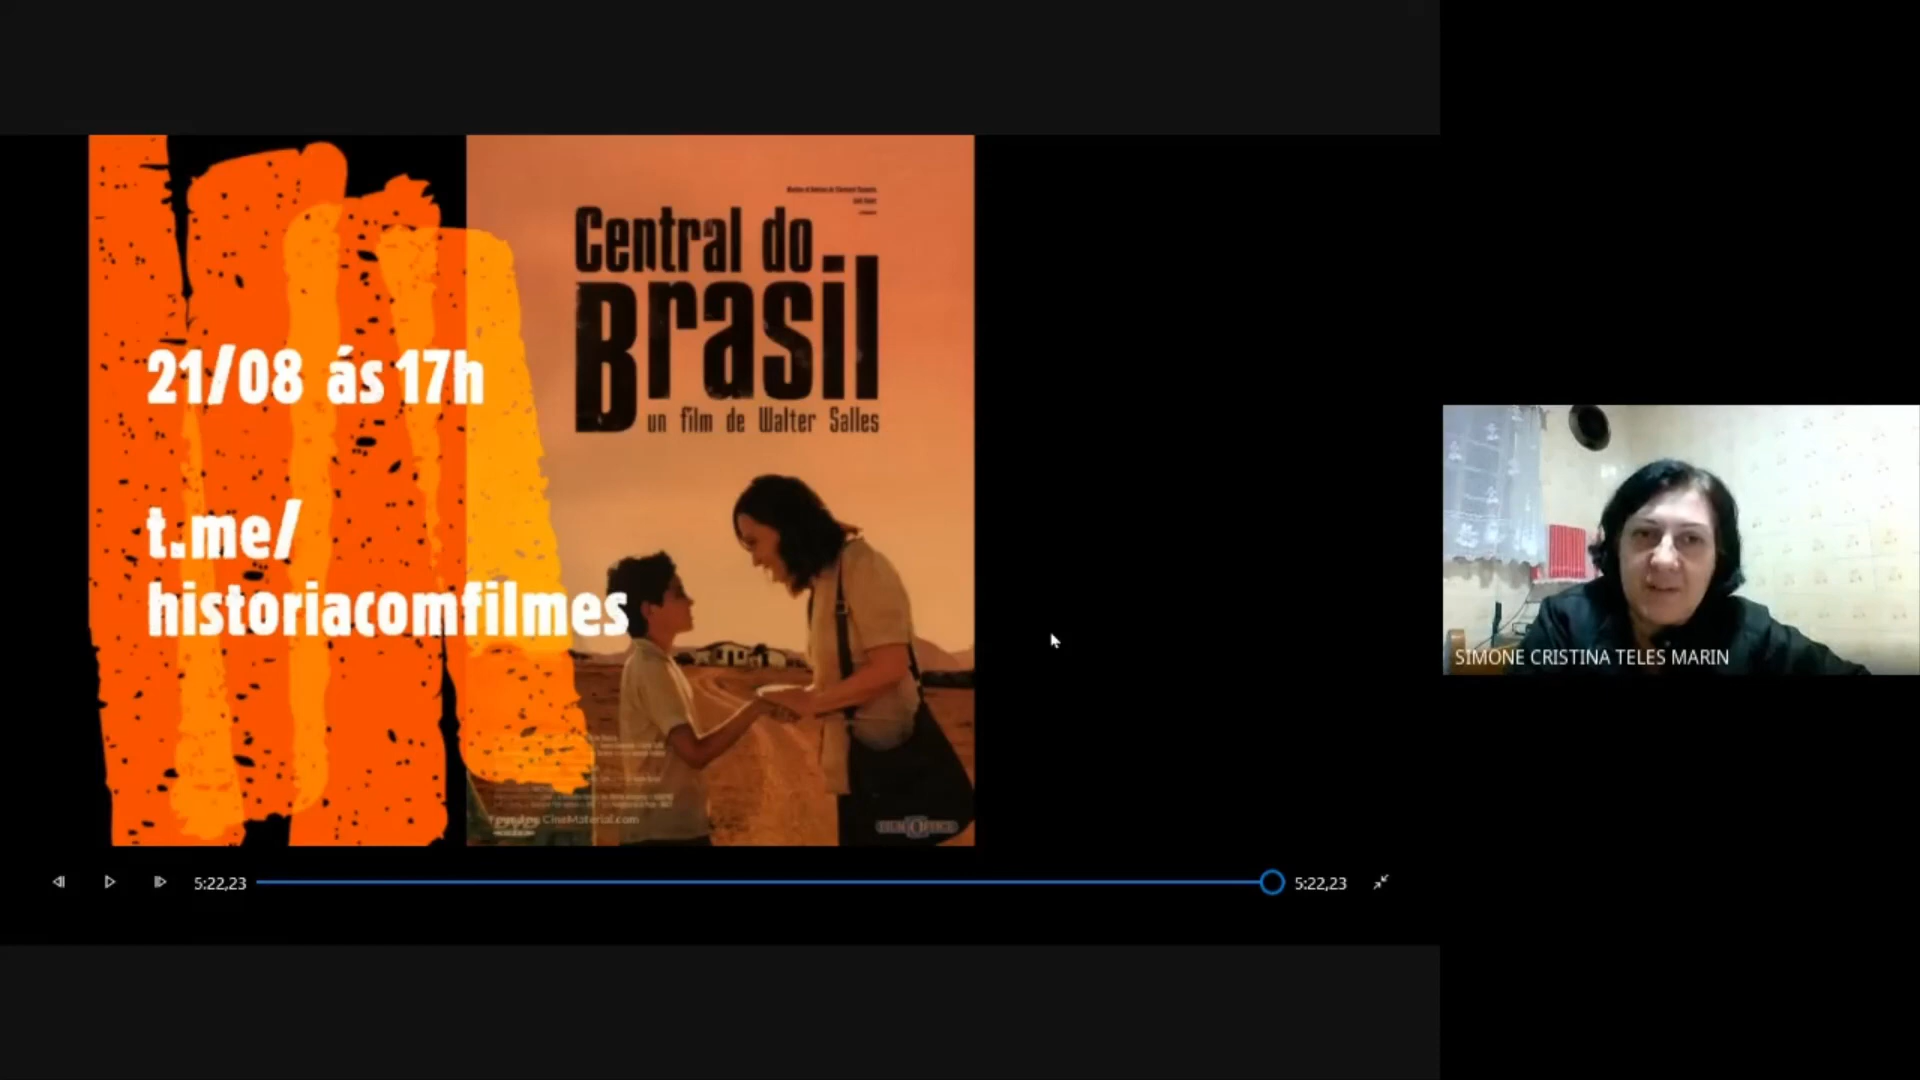 Central do
Brasil
un film de Walter Salles
21/08 ás 17h
t.me/
historiacomfilmes
CineMaterial.com
5:22,23
5:22,23
SIMONE CRISTINA TELES MARIN